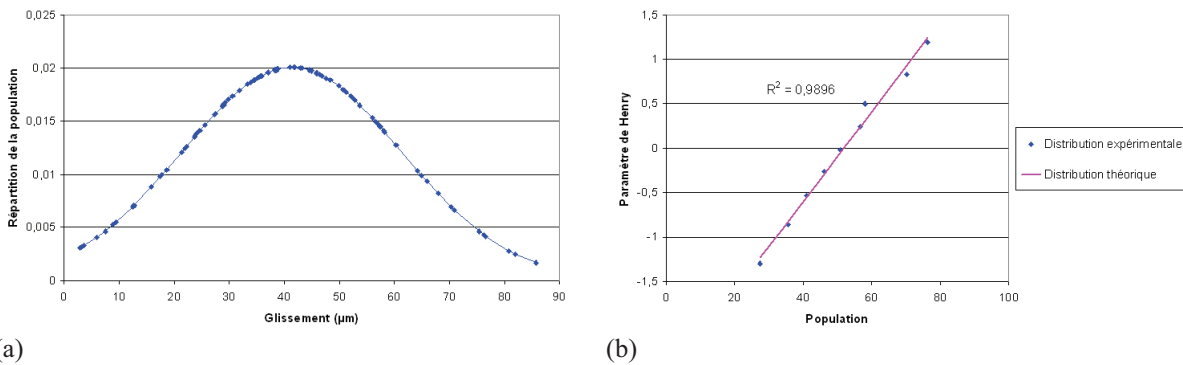 0,025
0,02
0,015
0,01
0,005
0
Répartition de la population
0 10 20 30 40 50 60 70 80 90
Glissement (µm)
(a)
1,5
1
0,5
0
-0,5
-1
-1,5
Paramètre de Henry
R² = 0,9896
0 20 40 60 80 100
Population
Distribution expérimentale
Distribution théorique
(b)